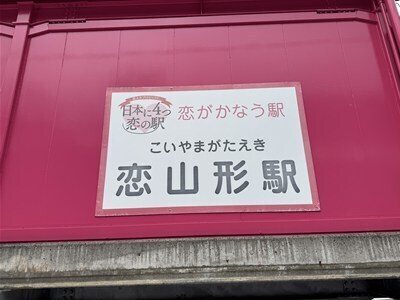 日本に4つ
恋の駅
恋がかなう駅
こいやまがたえき
恋山形駅